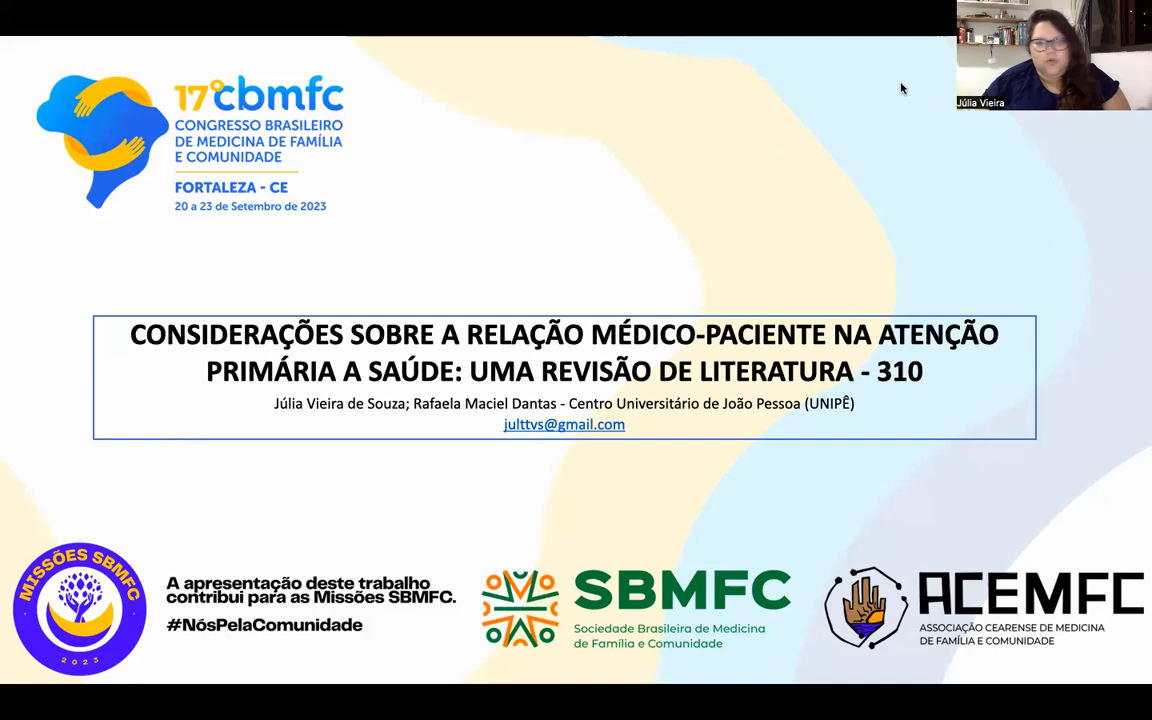 Júlia Vieira
17º cbmfc
CONGRESSO BRASILEIRO
DE MEDICINA DE FAMÍLIA
E COMUNIDADE
FORTALEZA - CE
20 a 23 de Setembro de 2023
CONSIDERAÇÕES SOBRE A RELAÇÃO MÉDICO-PACIENTE NA ATENÇÃO
PRIMÁRIA A SAÚDE: UMA REVISÃO DE LITERATURA - 310
Júlia Vieira de Souza; Rafaela Maciel Dantas - Centro Universitário de João Pessoa (UNIPÊ)
julttvs@gmail.com
MISSÕES SBMFC
2023
A apresentação deste trabalho
contribui para as Missões SBMFC.
#NósPelaComunidade
SBMFC
Sociedade Brasileira de Medicina
de Família e Comunidade
ACEMFC
ASSOCIAÇÃO CEARENSE DE MEDICINA
DE FAMÍLIA E COMUNIDADE